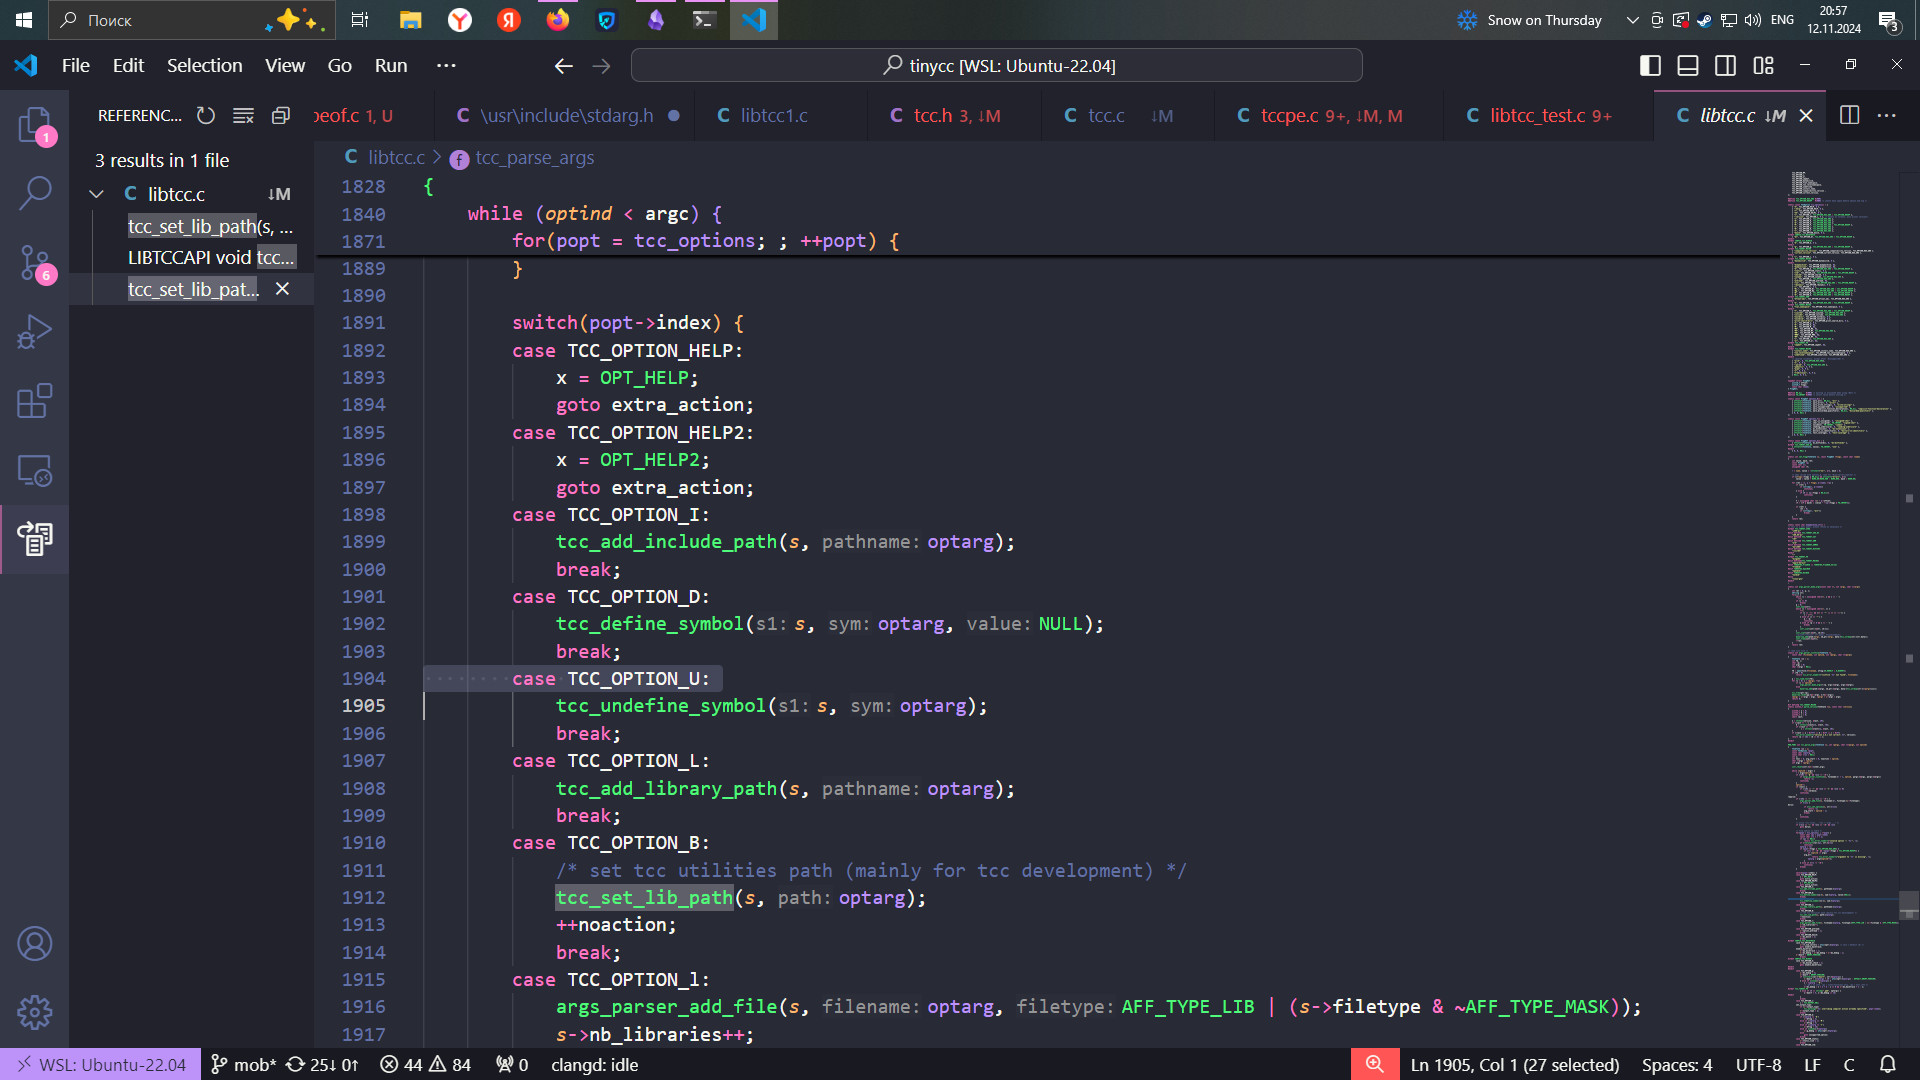 Поиск
Snow on Thursday
ENG
20:57
12.11.2024
3
File Edit Selection View Go Run ···
tinycc [WSL: Ubuntu-22.04]
REFERENC...
peof.c 1, U
C \usr\include\stdarg.h
C libtcc1.c
C tcc.h 3, ↓M
C tcc.c ↓M
C tccpe.c 9+, ↓M, M
C libtcc_test.c 9+
C libtcc.c ↓M
1
6
3 results in 1 file
C libtcc.c ↓M
tcc_set_lib_path(s, ...
LIBTCCAPI void tcc...
tcc_set_lib_pat...
C libtcc.c > f tcc_parse_args
1828 {
1840 while (optind < argc) {
1871 for(popt = tcc_options; ; ++popt) {
1889 }
1890
1891 switch(popt->index) {
1892 case TCC_OPTION_HELP:
1893 x = OPT_HELP;
1894 goto extra_action;
1895 case TCC_OPTION_HELP2:
1896 x = OPT_HELP2;
1897 goto extra_action;
1898 case TCC_OPTION_I:
1899 tcc_add_include_path(s, pathname: optarg);
1900 break;
1901 case TCC_OPTION_D:
1902 tcc_define_symbol(s1: s, sym: optarg, value: NULL);
1903 break;
1904 case TCC_OPTION_U:
1905 tcc_undefine_symbol(s1: s, sym: optarg);
1906 break;
1907 case TCC_OPTION_L:
1908 tcc_add_library_path(s, pathname: optarg);
1909 break;
1910 case TCC_OPTION_B:
1911 /* set tcc utilities path (mainly for tcc development) */
1912 tcc_set_lib_path(s, path: optarg);
1913 ++noaction;
1914 break;
1915 case TCC_OPTION_l:
1916 args_parser_add_file(s, filename: optarg, filetype: AFF_TYPE_LIB | (s->filetype & ~AFF_TYPE_MASK));
1917 s->nb_libraries++;
WSL: Ubuntu-22.04 mob* 25↓ 0↑ 44 84 0 clangd: idle
Ln 1905, Col 1 (27 selected) Spaces: 4 UTF-8 LF C